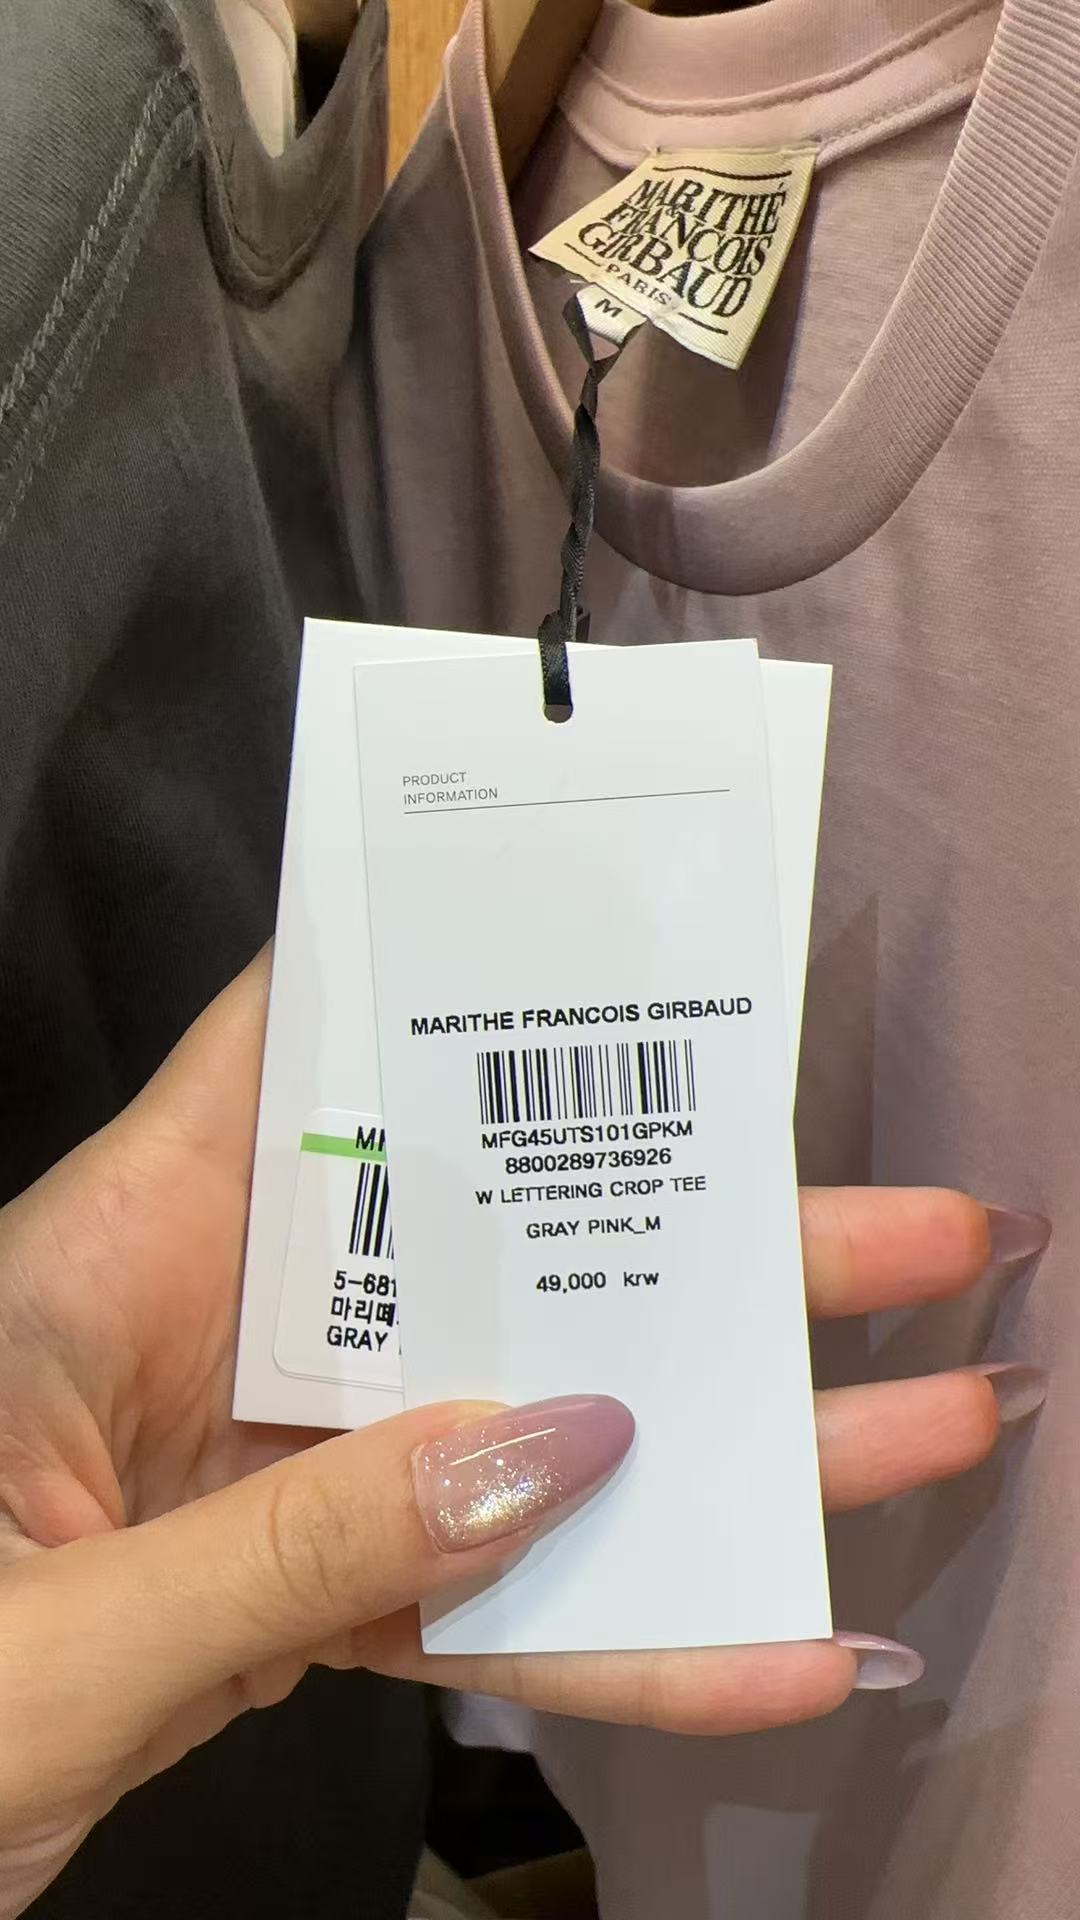 MARITHÉ
FRANÇOIS
GIRBAUD
PARIS
M
PRODUCT
INFORMATION
MARITHE FRANCOIS GIRBAUD
MFG45UTS101GPKM
8800289736926
W LETTERING CROP TEE
GRAY PINK_M
49,000 krw
5-681
마리떼
GRAY